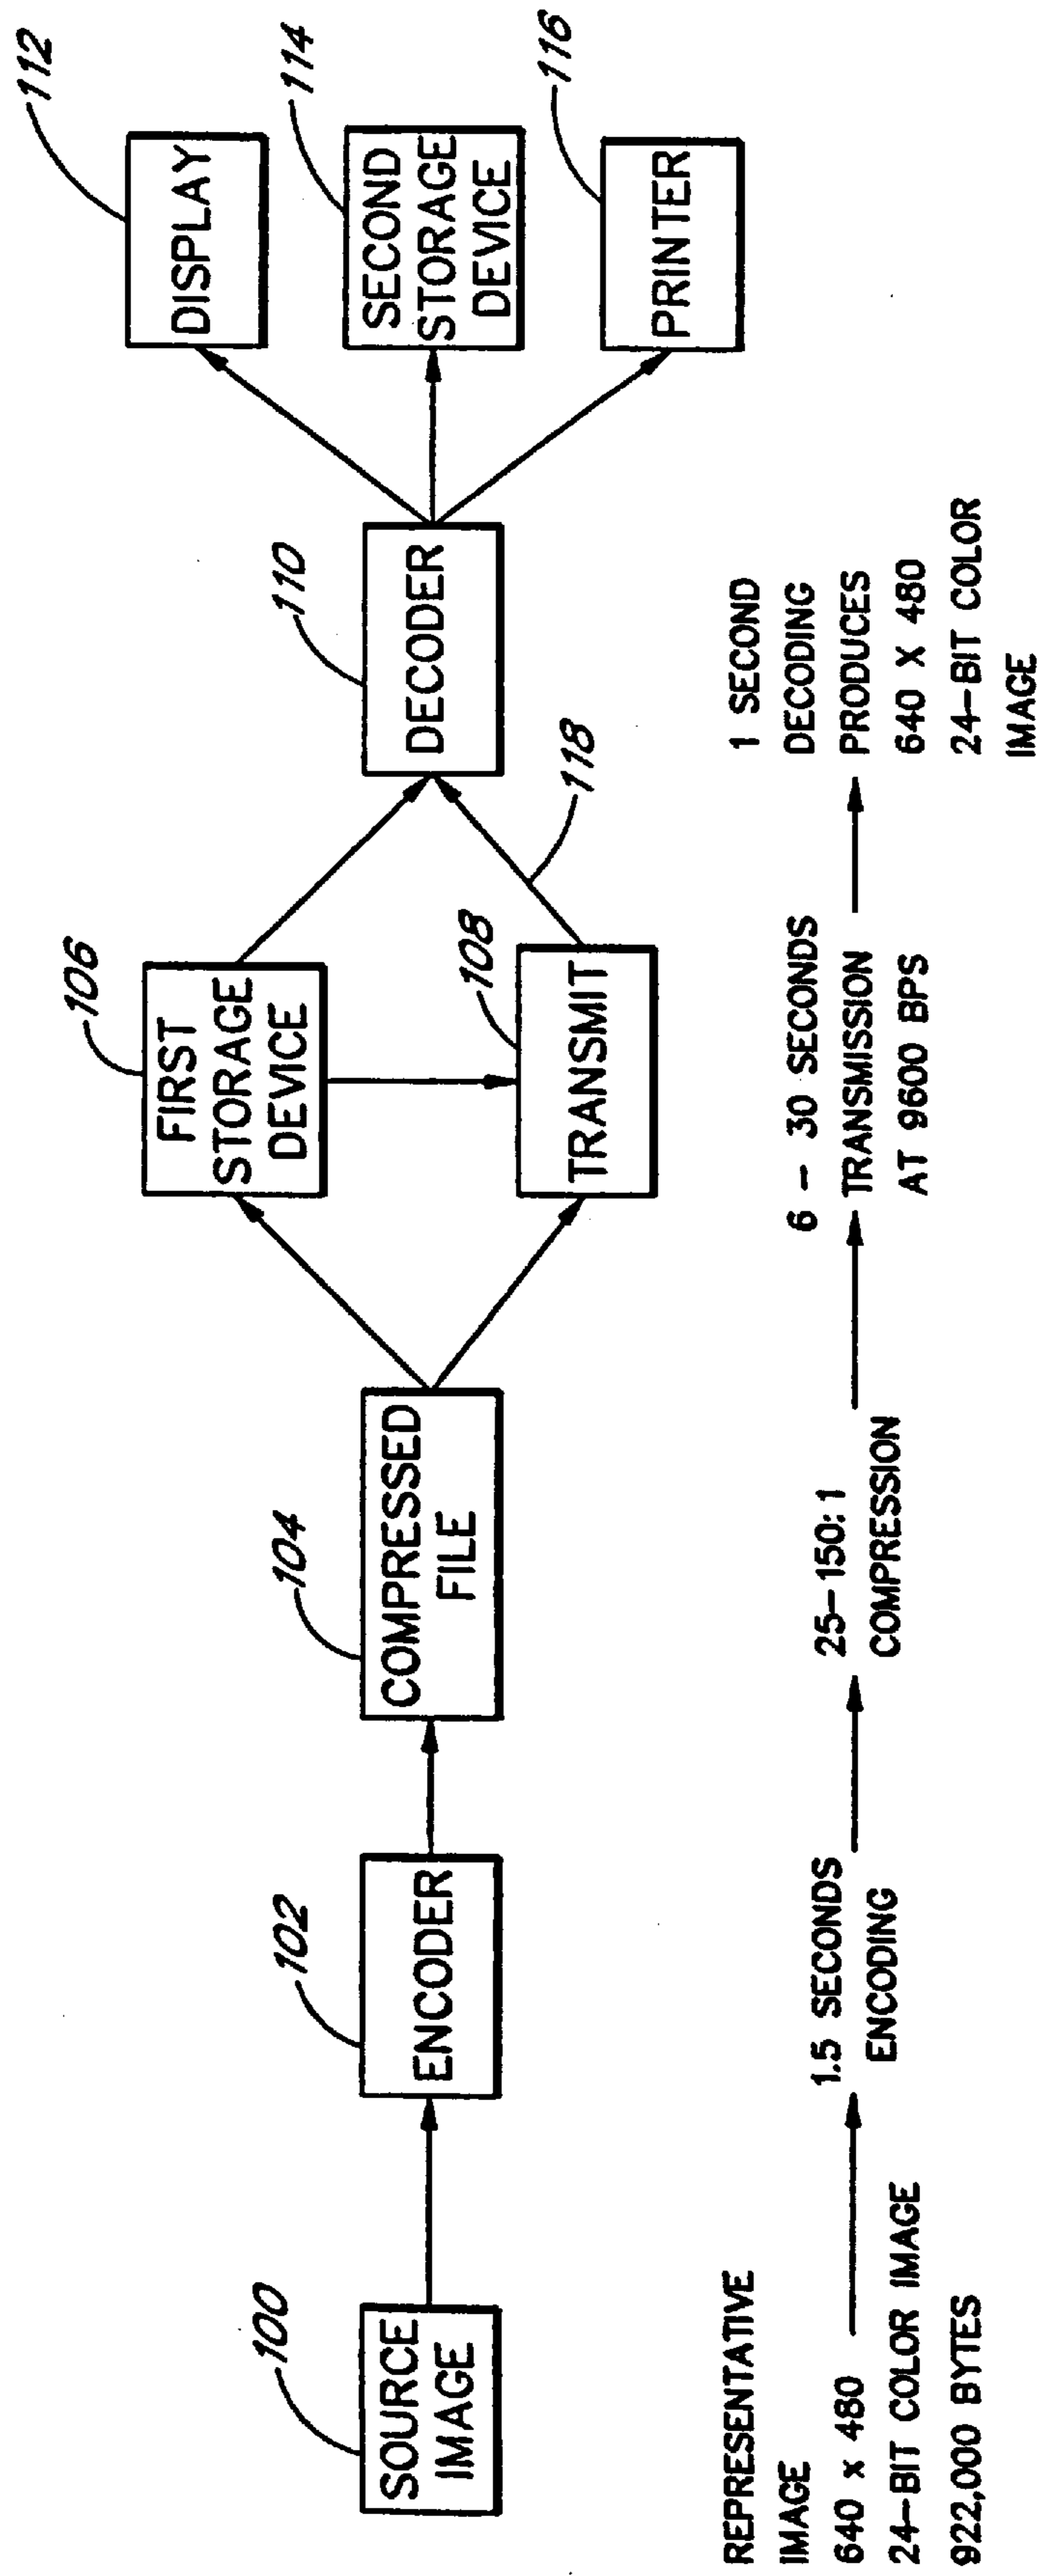 100
SOURCE
IMAGE
102
ENCODER
104
COMPRESSED
FILE
106
FIRST
STORAGE
DEVICE
108
TRANSMIT
118
110
DECODER
112
DISPLAY
114
SECOND
STORAGE
DEVICE
116
PRINTER
REPRESENTATIVE
IMAGE
640 x 480
24-BIT COLOR IMAGE
922,000 BYTES
1.5 SECONDS
ENCODING
25-150:1
COMPRESSION
6 - 30 SECONDS
TRANSMISSION
AT 9600 BPS
1 SECOND
DECODING
PRODUCES
640 X 480
24-BIT COLOR
IMAGE